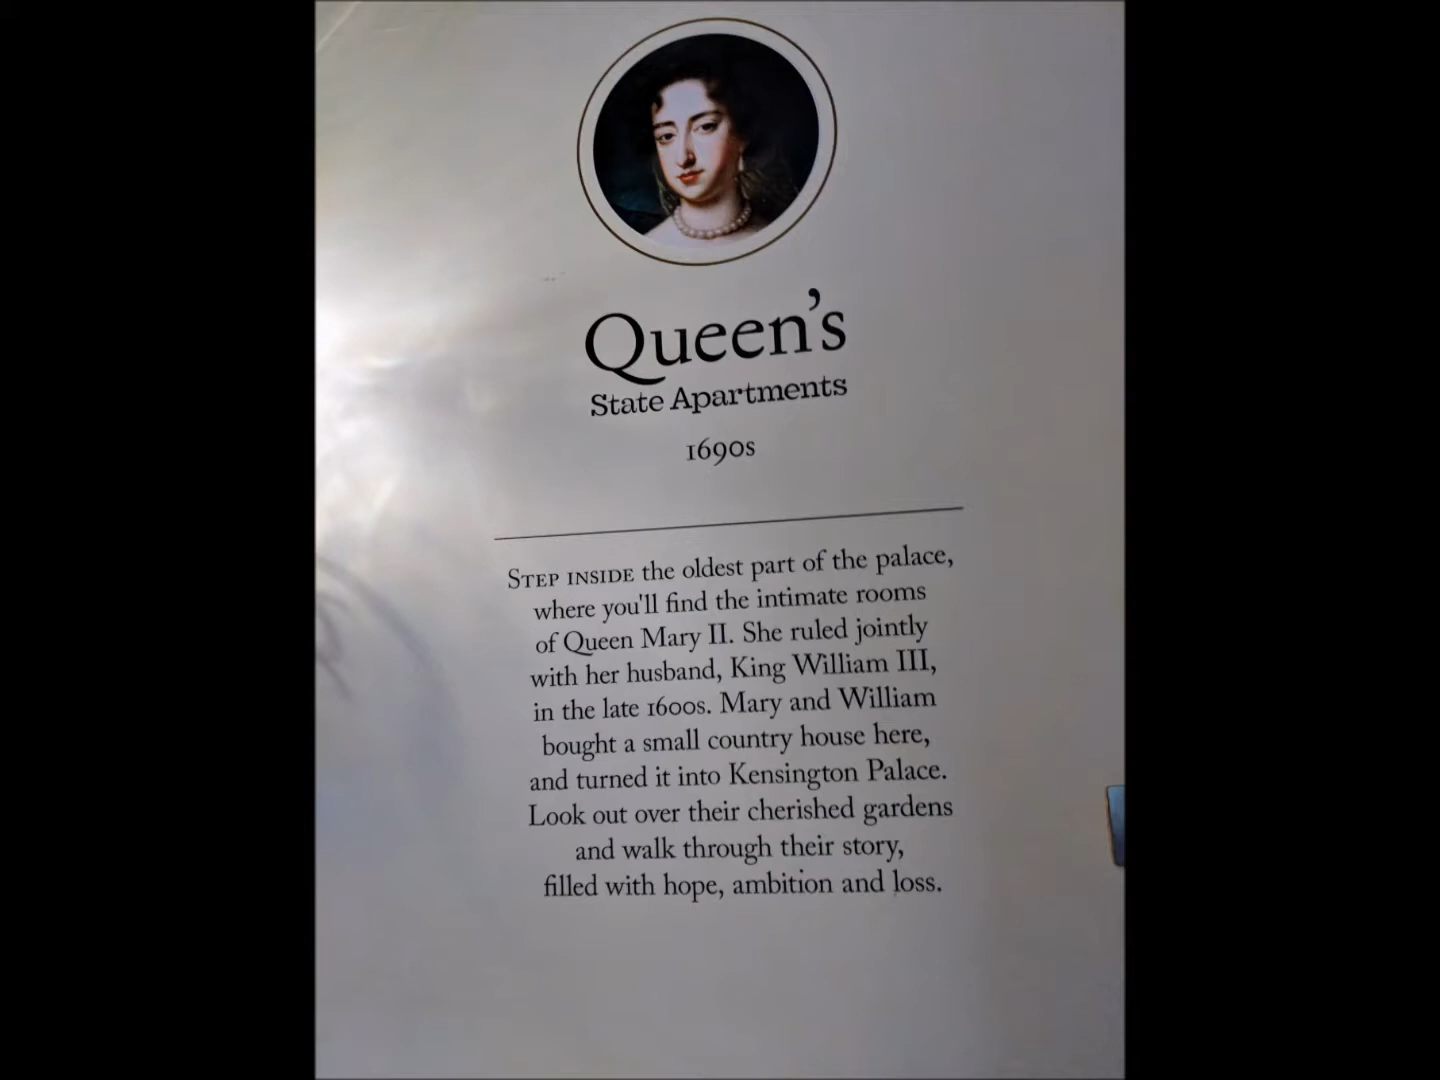 Queen's
State Apartments
1690s
STEP INSIDE the oldest part of the palace,
where you'll find the intimate rooms
of Queen Mary II. She ruled jointly
with her husband, King William III,
in the late 1600s. Mary and William
bought a small country house here,
and turned it into Kensington Palace.
Look out over their cherished gardens
and walk through their story,
filled with hope, ambition and loss.